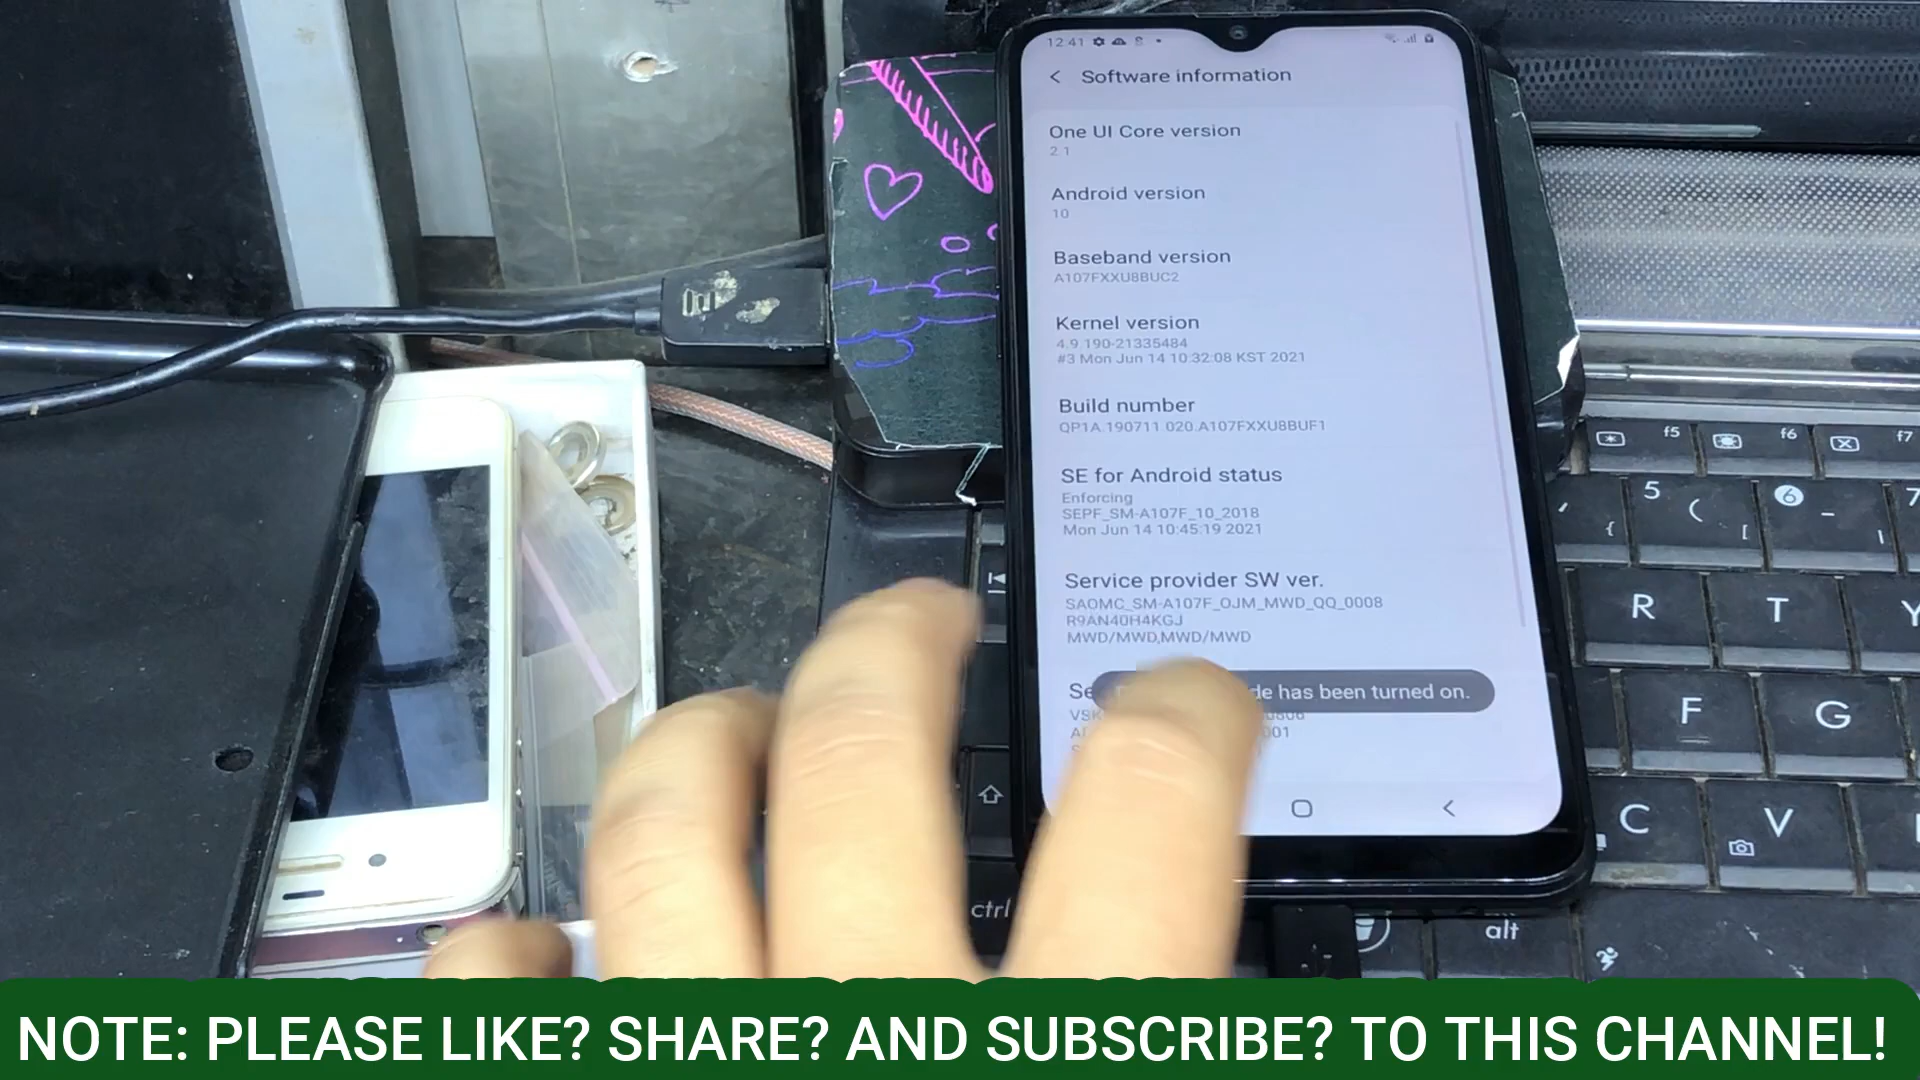 12:41
Software information
One UI Core version
2.1
Android version
10
Baseband version
A107FXXU8BUC2
Kernel version
4.9.190-21335484
#3 Mon Jun 14 10:32:08 KST 2021
Build number
QP1A.190711.020.A107FXXU8BUF1
SE for Android status
Enforcing
SEPF_SM-A107F_10_2018
Mon Jun 14 10:45:19 2021
Service provider SW ver.
SAOMC_SM-A107F_OJM_MWD_QQ_0008
R9AN40H4KGJ
MWD/MWD,MWD/MWD
has been turned on.
f5 f6 f7
5 ( [ 6 - 7
{
R T Y
F G
C V
ctrl alt
NOTE: PLEASE LIKE? SHARE? AND SUBSCRIBE? TO THIS CHANNEL!